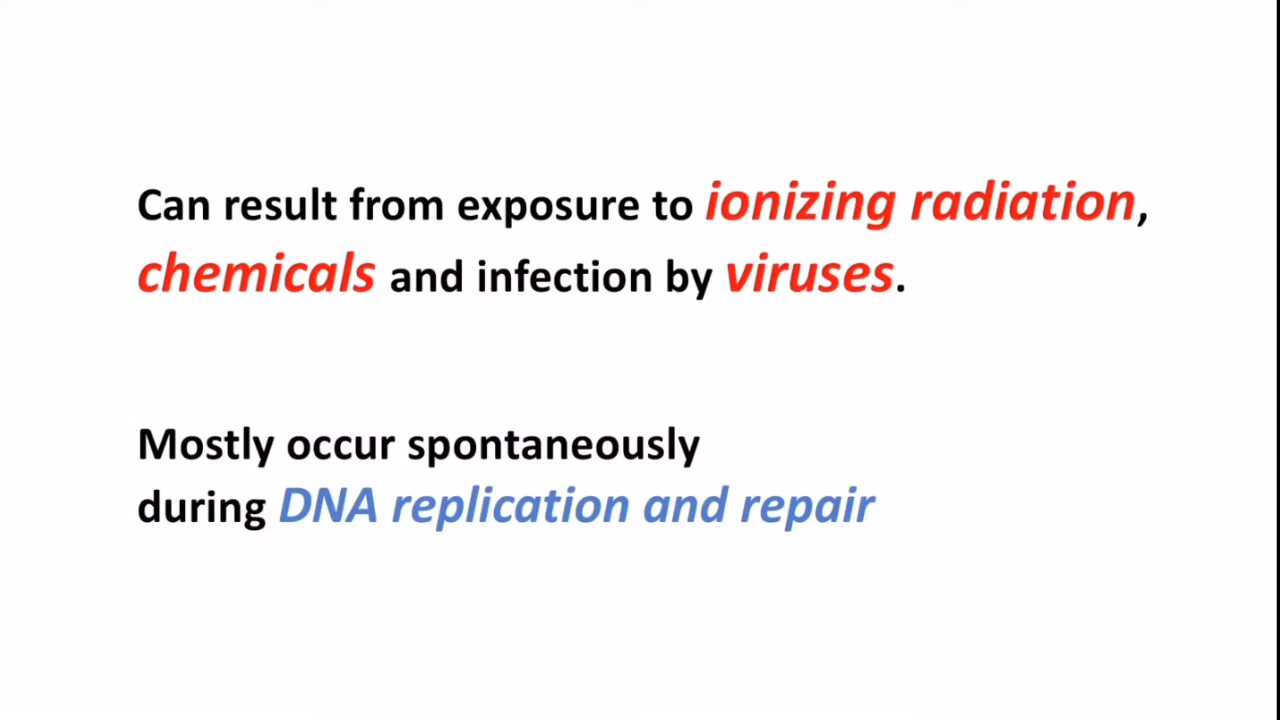 Can result from exposure to ionizing radiation,
chemicals and infection by viruses.
Mostly occur spontaneously
during DNA replication and repair